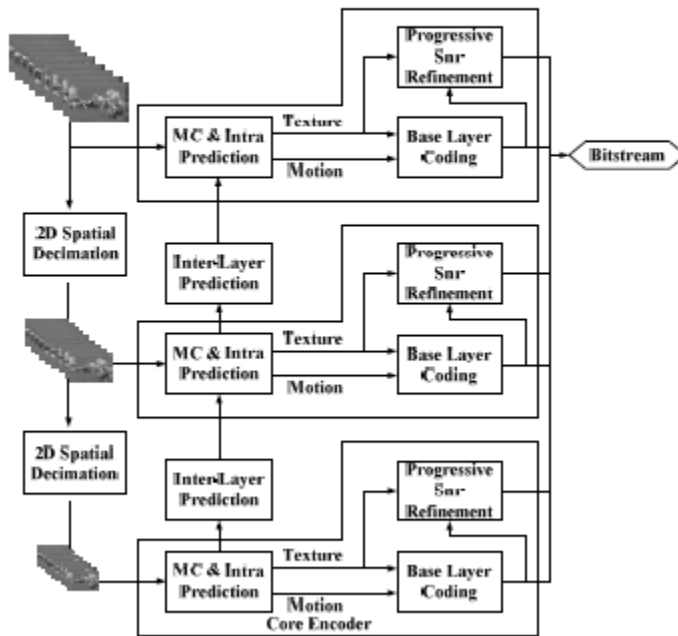 Progressive
Snr-
Refinement
Texture
MC & Intra
Prediction
Base Layer
Coding
Motion
Bitstream
2D Spatial
Decimation
Inter-Layer
Prediction
Progressive
Snr-
Refinement
Texture
MC & Intra
Prediction
Base Layer
Coding
Motion
2D Spatial
Decimation
Inter-Layer
Prediction
Progressive
Snr-
Refinement
Texture
MC & Intra
Prediction
Base Layer
Coding
Motion
Core Encoder